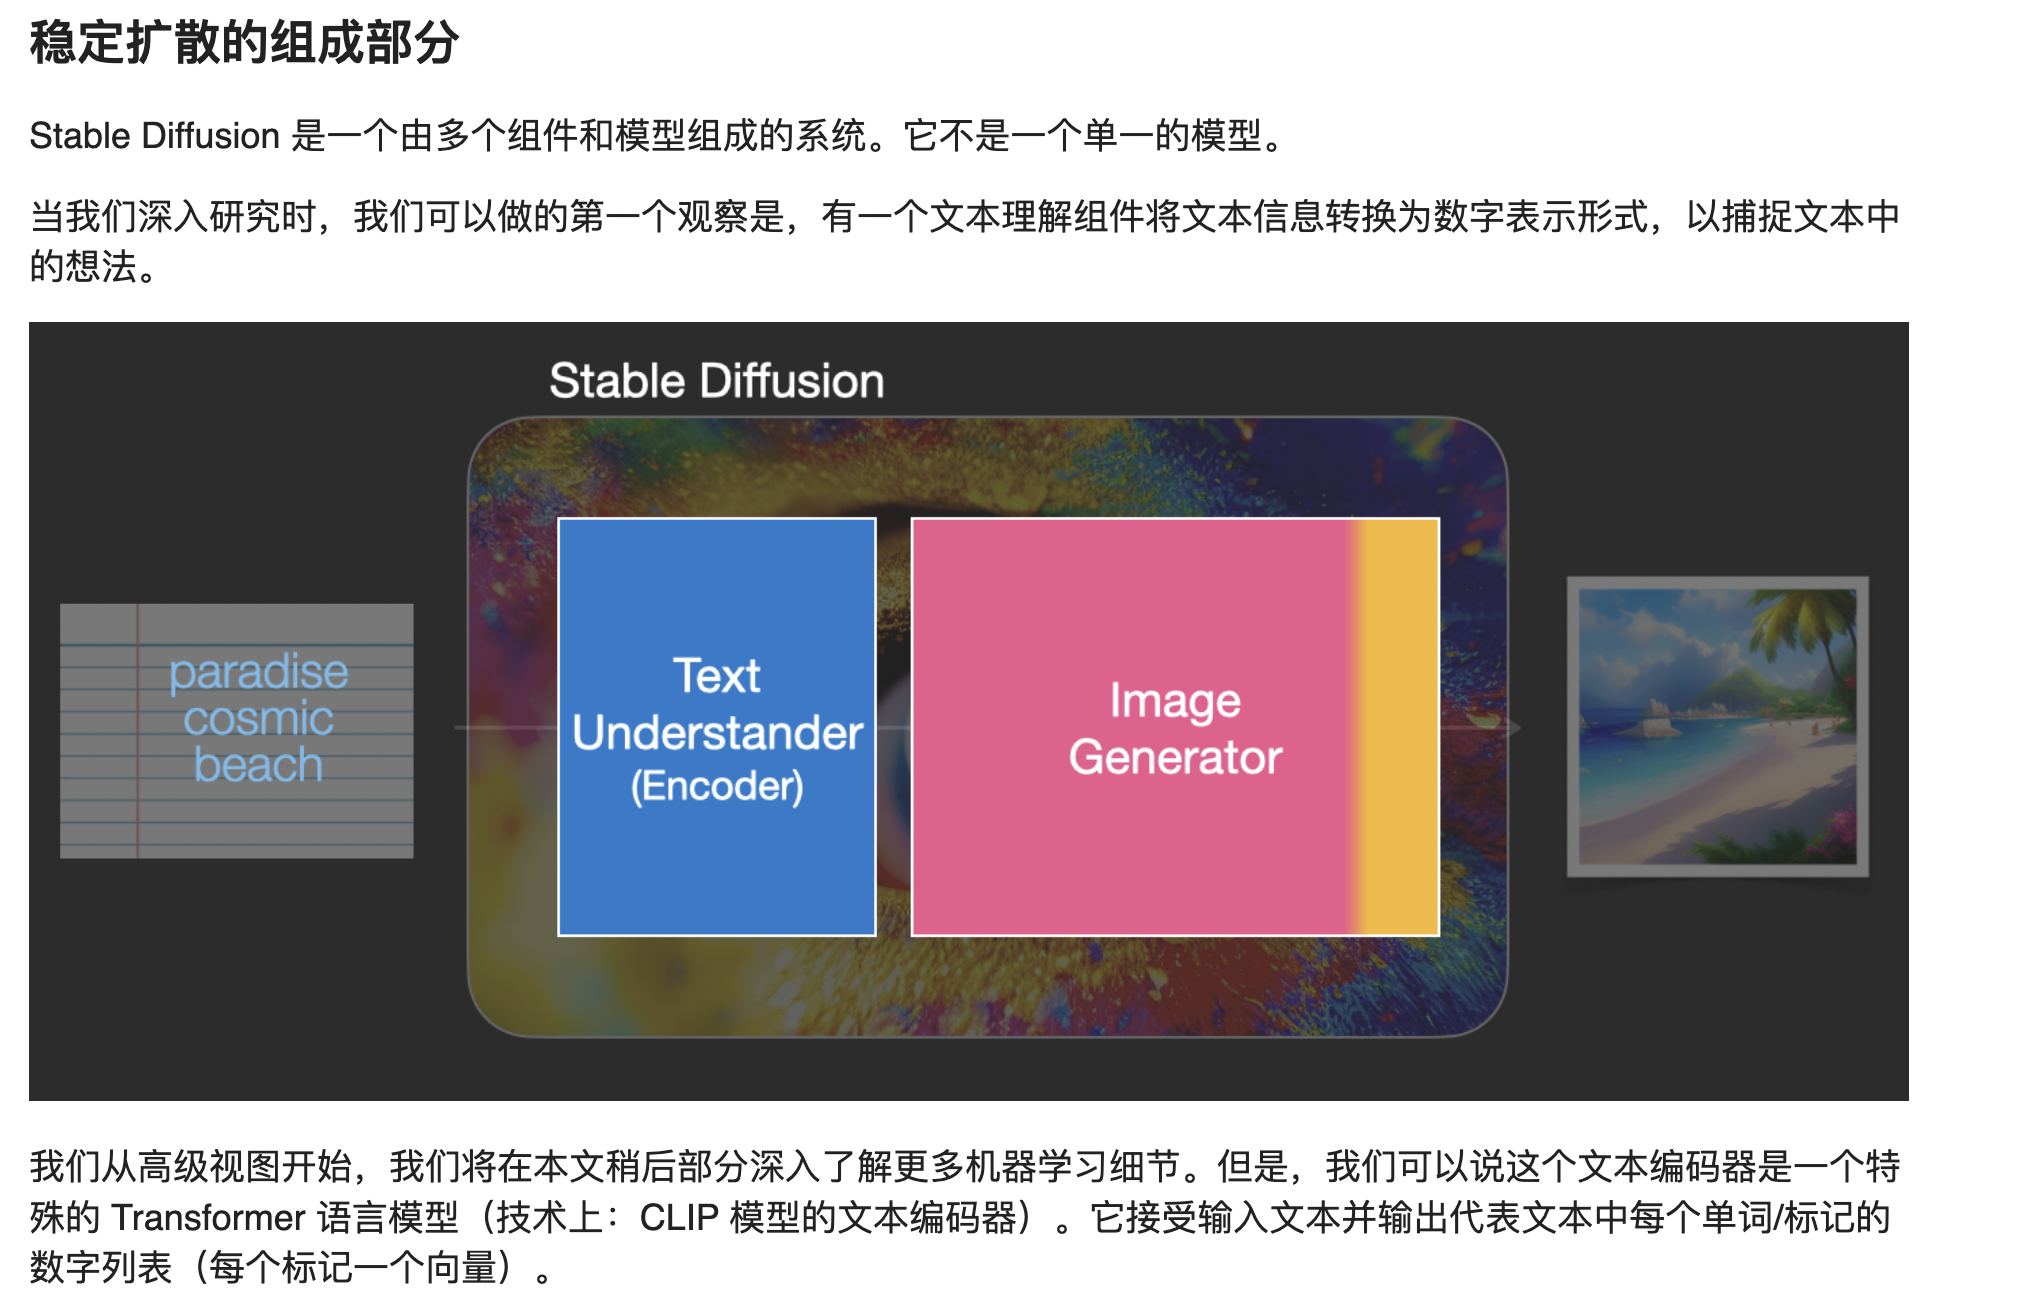 稳定扩散的组成部分
Stable Diffusion 是一个由多个组件和模型组成的系统。它不是一个单一的模型。
当我们深入研究时，我们可以做的第一个观察是，有一个文本理解组件将文本信息转换为数字表示形式，以捕捉文本中
的想法。
Stable Diffusion
paradise
cosmic
beach
Text
Understander
(Encoder)
Image
Generator
我们从高级视图开始，我们将在本文稍后部分深入了解更多机器学习细节。但是，我们可以说这个文本编码器是一个特
殊的 Transformer 语言模型（技术上：CLIP 模型的文本编码器）。它接受输入文本并输出代表文本中每个单词/标记的
数字列表（每个标记一个向量）。